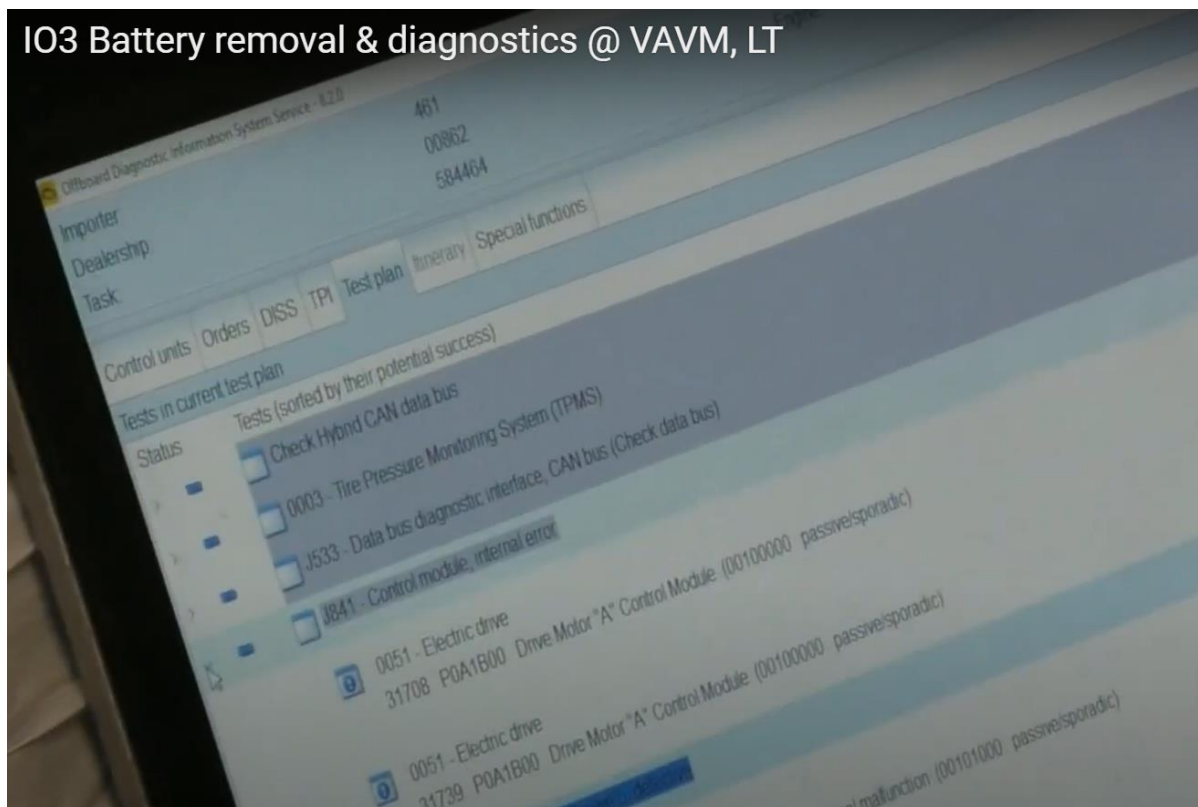 IO3 Battery removal & diagnostics @ VAVM, LT
Offboard Diagnostic Information System Service - 8.2.0
Importer 461
Dealership 00862
Task: 584464
Control units Orders DISS TPI Test plan Itinerary Special functions
Tests in current test plan
Status Tests (sorted by their potential success)
Check Hybrid CAN data bus
0003 - Tire Pressure Monitoring System (TPMS)
J533 - Data bus diagnostic interface, CAN bus (Check data bus)
J841 - Control module, internal error
0051 - Electric drive
31708 P0A1B00 Drive Motor "A" Control Module (00100000 passive/sporadic)
0051 - Electric drive
31739 P0A1B00 Drive Motor "A" Control Module (00100000 passive/sporadic)
defective
malfunction (00101000 passive/sporadic)